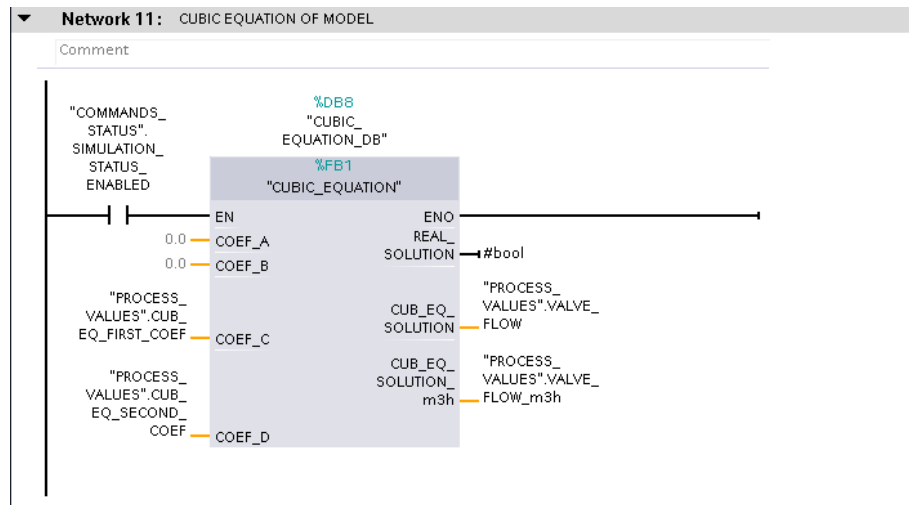 Network 11: CUBIC EQUATION OF MODEL
Comment
"COMMANDS_
STATUS".
SIMULATION_
STATUS_
ENABLED
%DB8
"CUBIC_
EQUATION_DB"
%FB1
"CUBIC_EQUATION"
EN
ENO
0.0
COEF_A
REAL_
SOLUTION
#bool
0.0
COEF_B
"PROCESS_
VALUES".CUB_
EQ_FIRST_COEF
COEF_C
CUB_EQ_
SOLUTION
"PROCESS_
VALUES".VALVE_
FLOW
"PROCESS_
VALUES".CUB_
EQ_SECOND_
COEF
COEF_D
CUB_EQ_
SOLUTION_
m3h
"PROCESS_
VALUES".VALVE_
FLOW_m3h